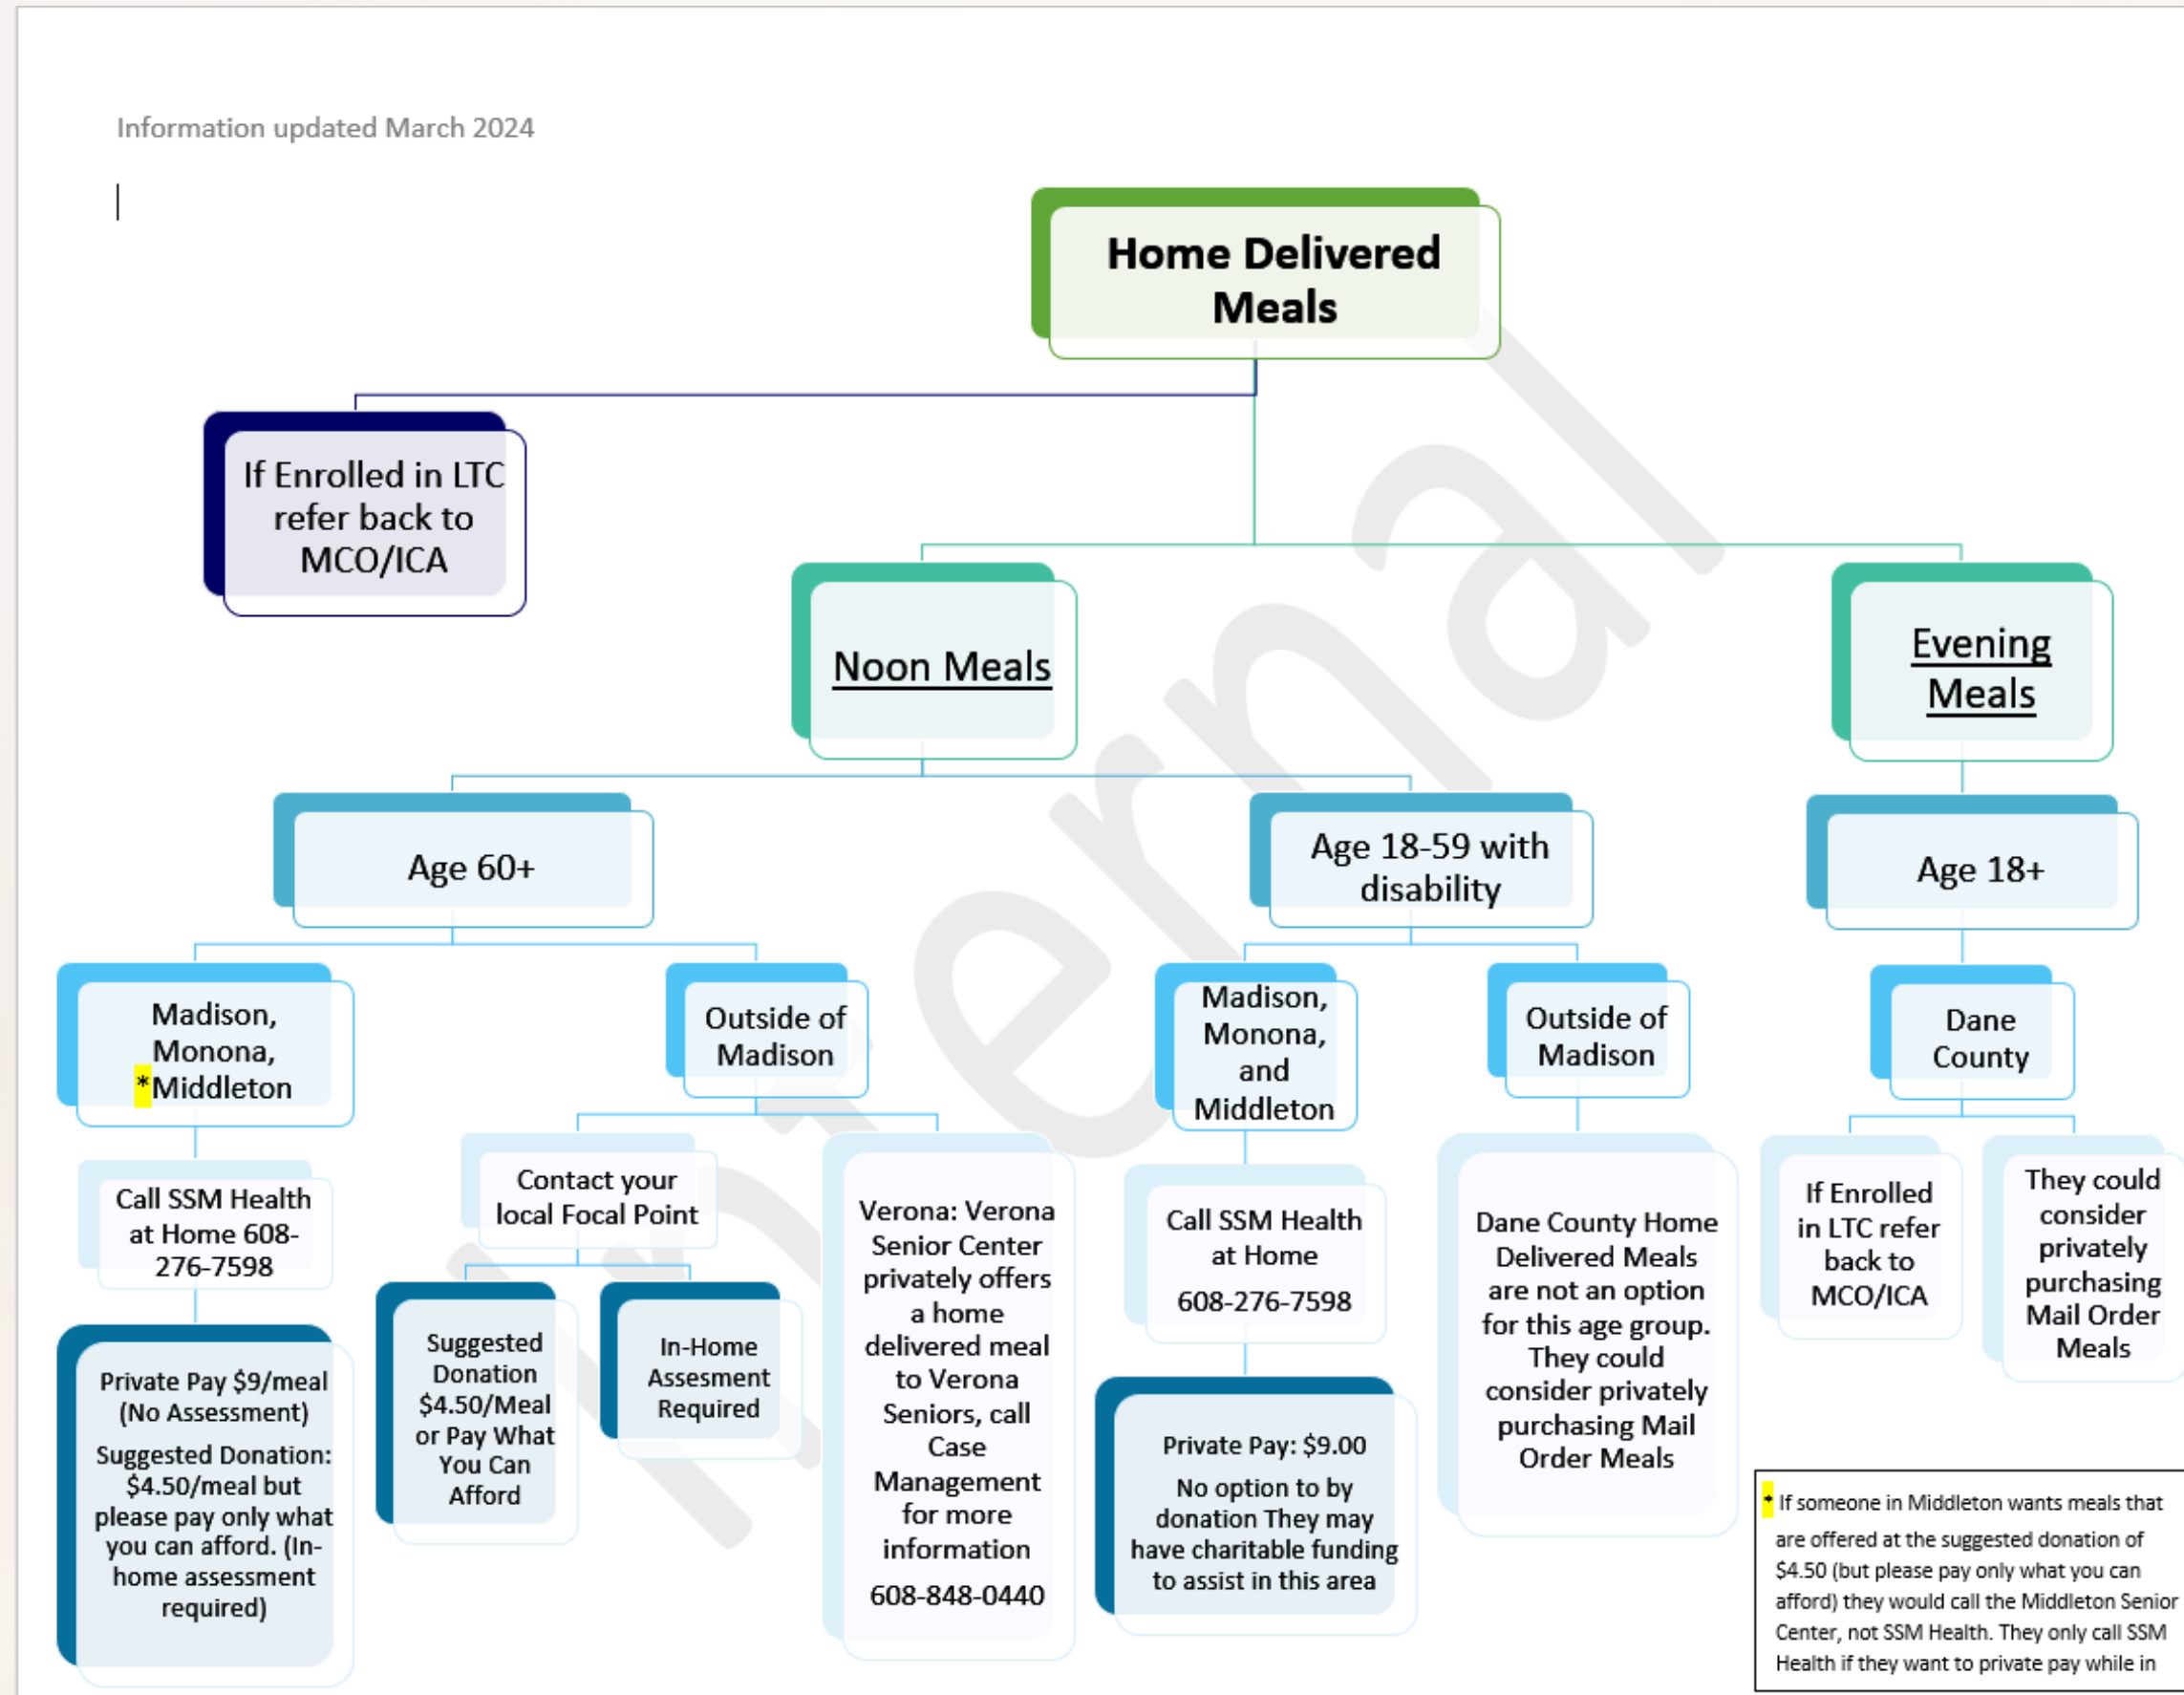 Information updated March 2024
Home Delivered
Meals
If Enrolled in LTC
refer back to
MCO/ICA
Noon Meals
Evening
Meals
Age 60+
Age 18-59 with
disability
Age 18+
Madison,
Monona,
*Middleton
Outside of
Madison
Madison,
Monona,
and
Middleton
Outside of
Madison
Dane
County
Call SSM Health
at Home 608-
276-7598
Contact your
local Focal Point
Verona: Verona
Senior Center
privately offers
a home
delivered meal
to Verona
Seniors, call
Case
Management
for more
information
608-848-0440
Call SSM Health
at Home
608-276-7598
Dane County Home
Delivered Meals
are not an option
for this age group.
They could
consider privately
purchasing Mail
Order Meals
If Enrolled
in LTC refer
back to
MCO/ICA
They could
consider
privately
purchasing
Mail Order
Meals
Private Pay $9/meal
(No Assessment)
Suggested Donation:
$4.50/meal but
please pay only what
you can afford. (In-
home assessment
required)
Suggested
Donation
$4.50/Meal
or Pay What
You Can
Afford
In-Home
Assesment
Required
Private Pay: $9.00
No option to by
donation They may
have charitable funding
to assist in this area
* If someone in Middleton wants meals that
are offered at the suggested donation of
$4.50 (but please pay only what you can
afford) they would call the Middleton Senior
Center, not SSM Health. They only call SSM
Health if they want to private pay while in
Internal